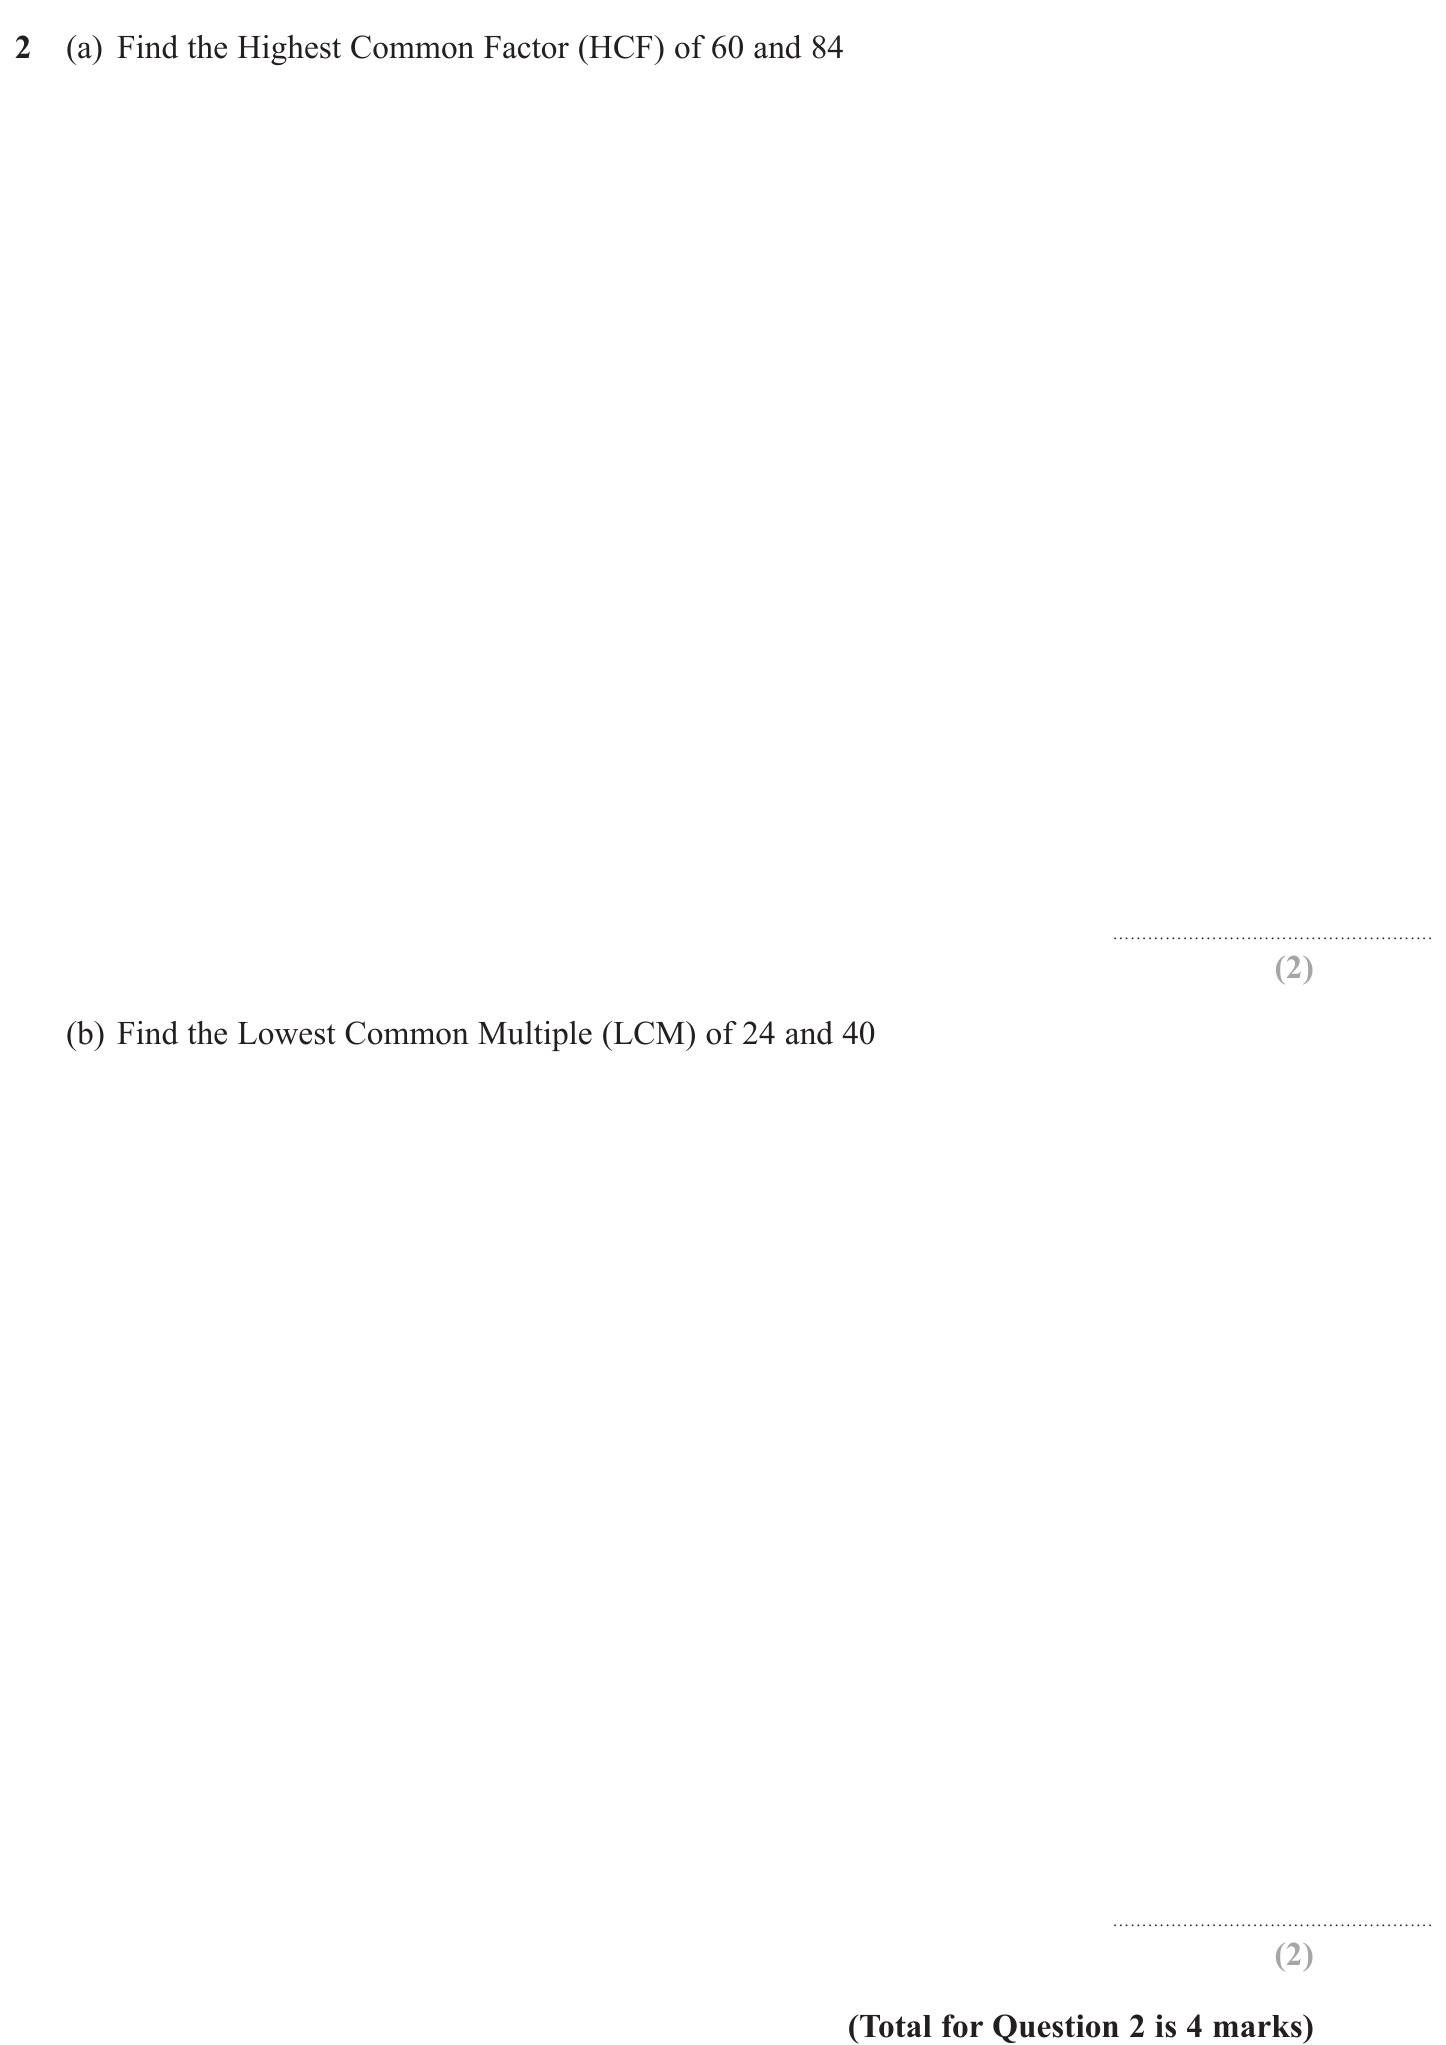 2 (a) Find the Highest Common Factor (HCF) of 60 and 84
(2)
(b) Find the Lowest Common Multiple (LCM) of 24 and 40
(2)
(Total for Question 2 is 4 marks)